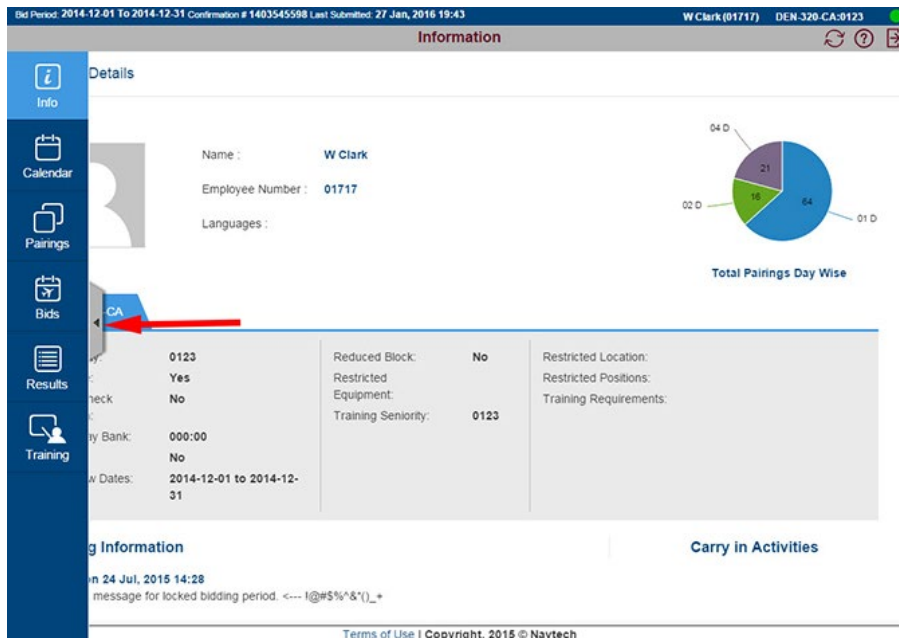 Bid Period: 2014-12-01 To 2014-12-31 Confirmation # 1403545598 Last Submitted: 27 Jan, 2016 19:43 W Clark (01717) DEN-320-CA:0123
Information
Info
Details
Calendar
Pairings
Bids
Results
Training
Name : W Clark
Employee Number : 01717
Languages :
04 D
21
02 D
16
64
01 D
Total Pairings Day Wise
-CA
0123
Yes
heck No
ay Bank: 000:00
No
w Dates: 2014-12-01 to 2014-12-
31
Reduced Block: No
Restricted
Equipment:
Training Seniority: 0123
Restricted Location:
Restricted Positions:
Training Requirements:
g Information
Carry in Activities
on 24 Jul, 2015 14:28
message for locked bidding period. <--- !@#$%^&*()_+
Terms of Use | Copyright, 2015 © Navtech